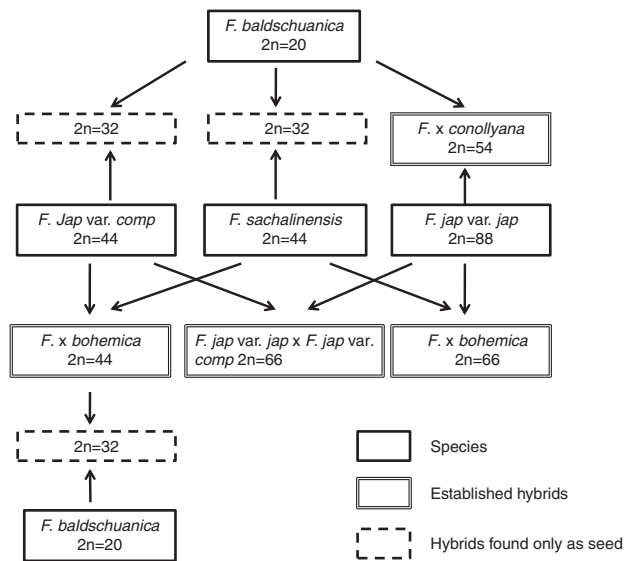 F. baldschuanica
2n=20
2n=32
2n=32
F. x conollyana
2n=54
F. Jap var. comp
2n=44
F. sachalinensis
2n=44
F. jap var. jap
2n=88
F. x bohemica
2n=44
F. jap var. jap x F. jap var.
comp 2n=66
F. x bohemica
2n=66
2n=32
F. baldschuanica
2n=20
Species
Established hybrids
Hybrids found only as seed